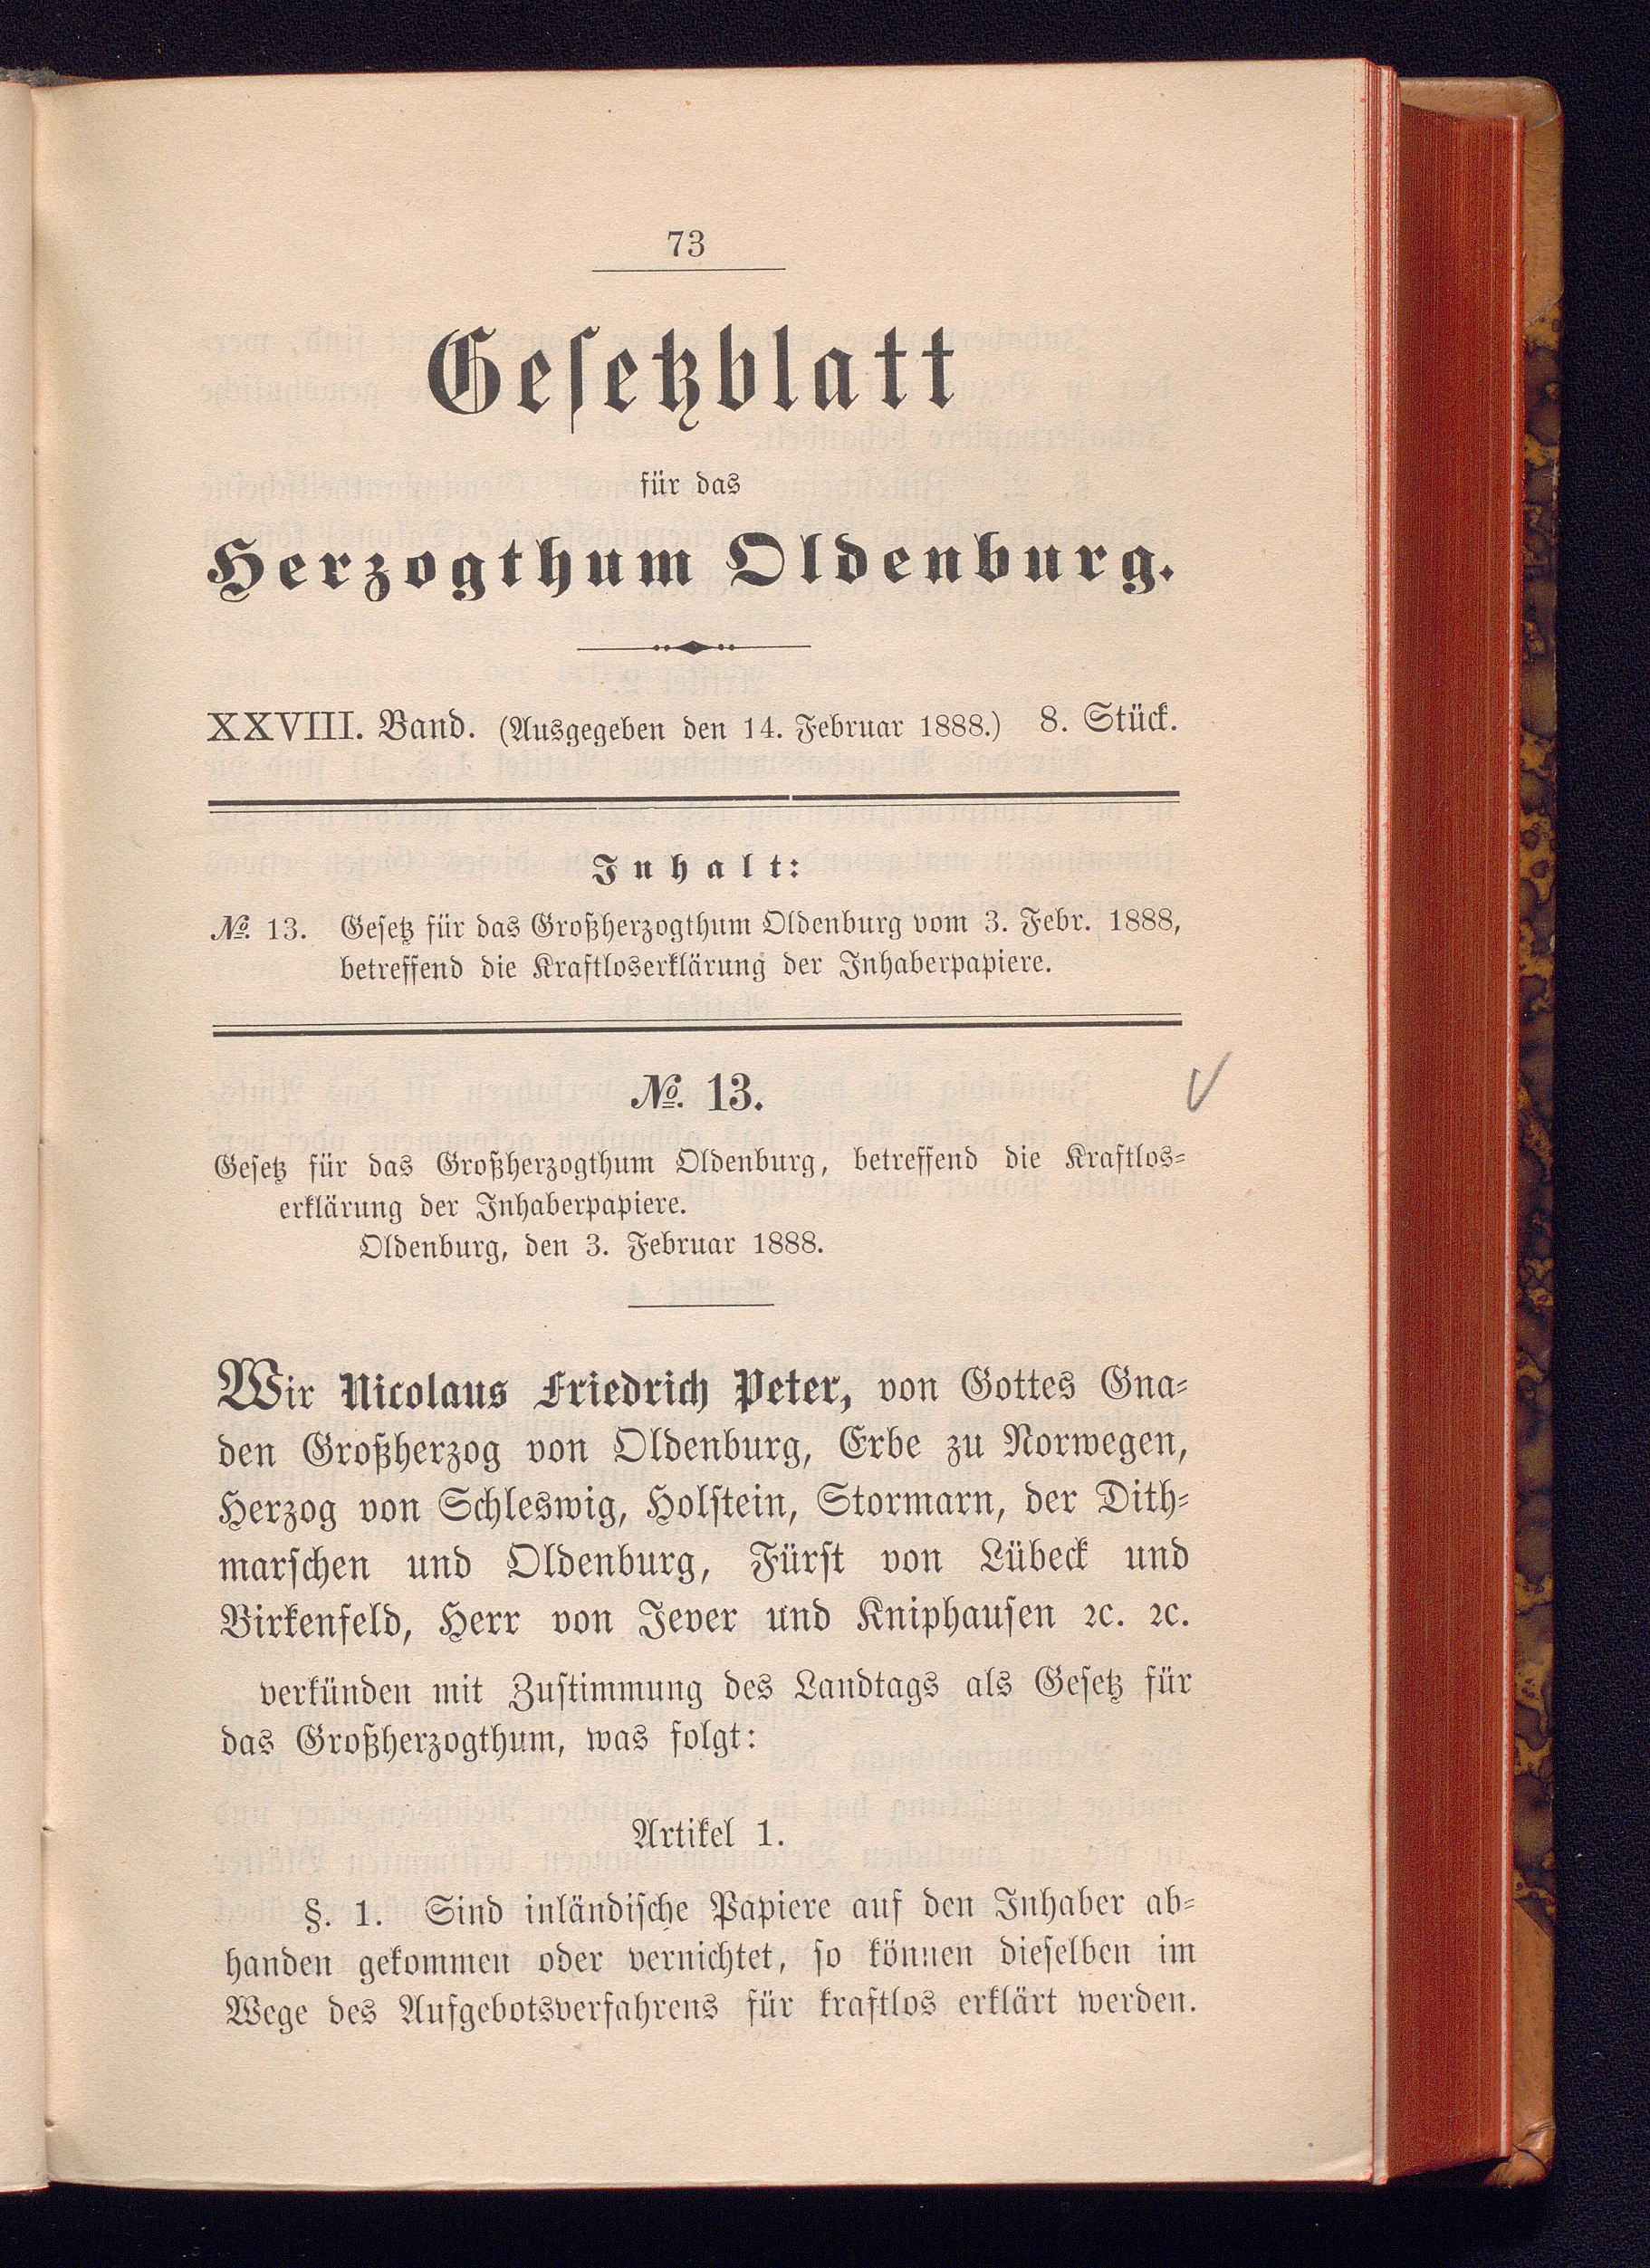 73
Gesetzblatt
für das
Herzogthum Oldenburg.
XXVIII. Band. (Ausgegeben den 14. Februar 1888.) 8. Stück.
Inhalt:
№. 13. Gesetz für das Großherzogthum Oldenburg vom 3. Febr. 1888,
betreffend die Kraftloserklärung der Inhaberpapiere.
№. 13.
Gesetz für das Großherzogthum Oldenburg, betreffend die Kraftlos-
erklärung der Inhaberpapiere.
Oldenburg, den 3. Februar 1888.
Wir Nicolaus Friedrich Peter, von Gottes Gna-
den Großherzog von Oldenburg, Erbe zu Norwegen,
Herzog von Schleswig, Holstein, Stormarn, der Dith-
marschen und Oldenburg, Fürst von Lübeck und
Birkenfeld, Herr von Jever und Kniphausen ꝛc. ꝛc.
verkünden mit Zustimmung des Landtags als Gesetz für
das Großherzogthum, was folgt:
Artikel 1.
§. 1. Sind inländische Papiere auf den Inhaber ab-
handen gekommen oder vernichtet, so können dieselben im
Wege des Aufgebotsverfahrens für kraftlos erklärt werden.